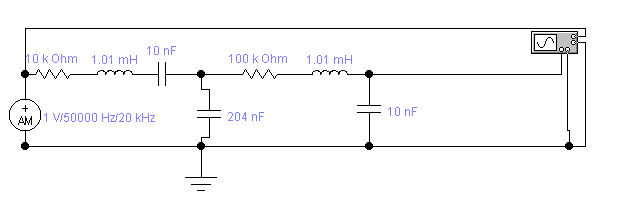 10 nF
10 k Ohm 1.01 mH 100 k Ohm 1.01 mH
+
AM 1 V/50000 Hz/20 kHz 204 nF 10 nF